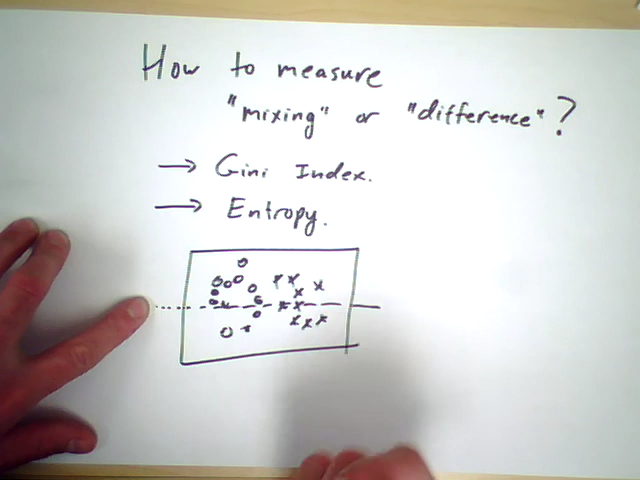 How to measure
"mixing" or "difference"?
→ Gini Index.
→ Entropy.